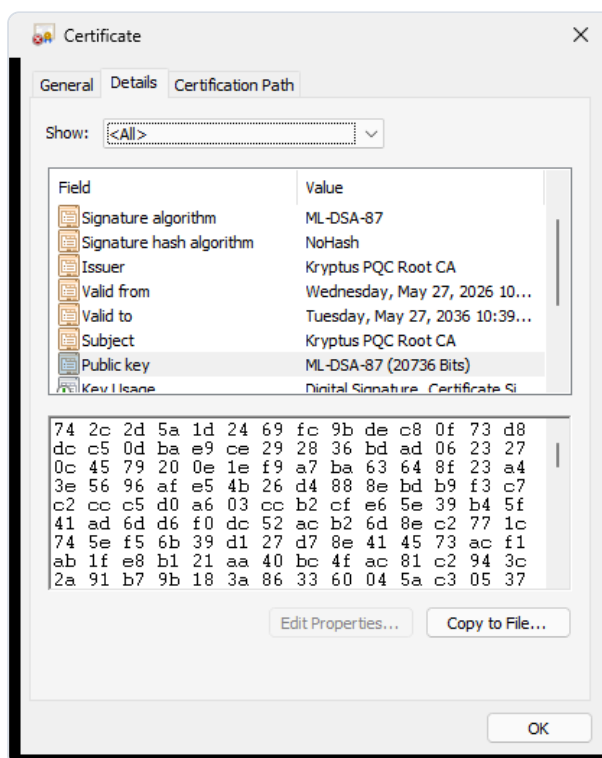 Certificate
General Details Certification Path
Show: <All>
Field Value
Signature algorithm ML-DSA-87
Signature hash algorithm NoHash
Issuer Kryptus PQC Root CA
Valid from Wednesday, May 27, 2026 10...
Valid to Tuesday, May 27, 2036 10:39...
Subject Kryptus PQC Root CA
Public key ML-DSA-87 (20736 Bits)
Key Usage Digital Signature, Certificate Si
74 2c 2d 5a 1d 24 69 fc 9b de c8 0f 73 d8
dc c5 0d ba e9 ce 29 28 36 bd ad 06 23 27
0c 45 79 20 0e 1e f9 a7 ba 63 64 8f 23 a4
3e 56 96 af e5 4b 26 d4 88 8e bd b9 f3 c7
c2 cc c5 d0 a6 03 cc b2 cf e6 5e 39 b4 5f
41 ad 6d d6 f0 dc 52 ac b2 6d 8e c2 77 1c
74 5e f5 6b 39 d1 27 d7 8e 41 45 73 ac f1
ab 1f e8 b1 21 aa 40 bc 4f ac 81 c2 94 3c
2a 91 b7 9b 18 3a 86 33 60 04 5a c3 05 37
Edit Properties... Copy to File...
OK